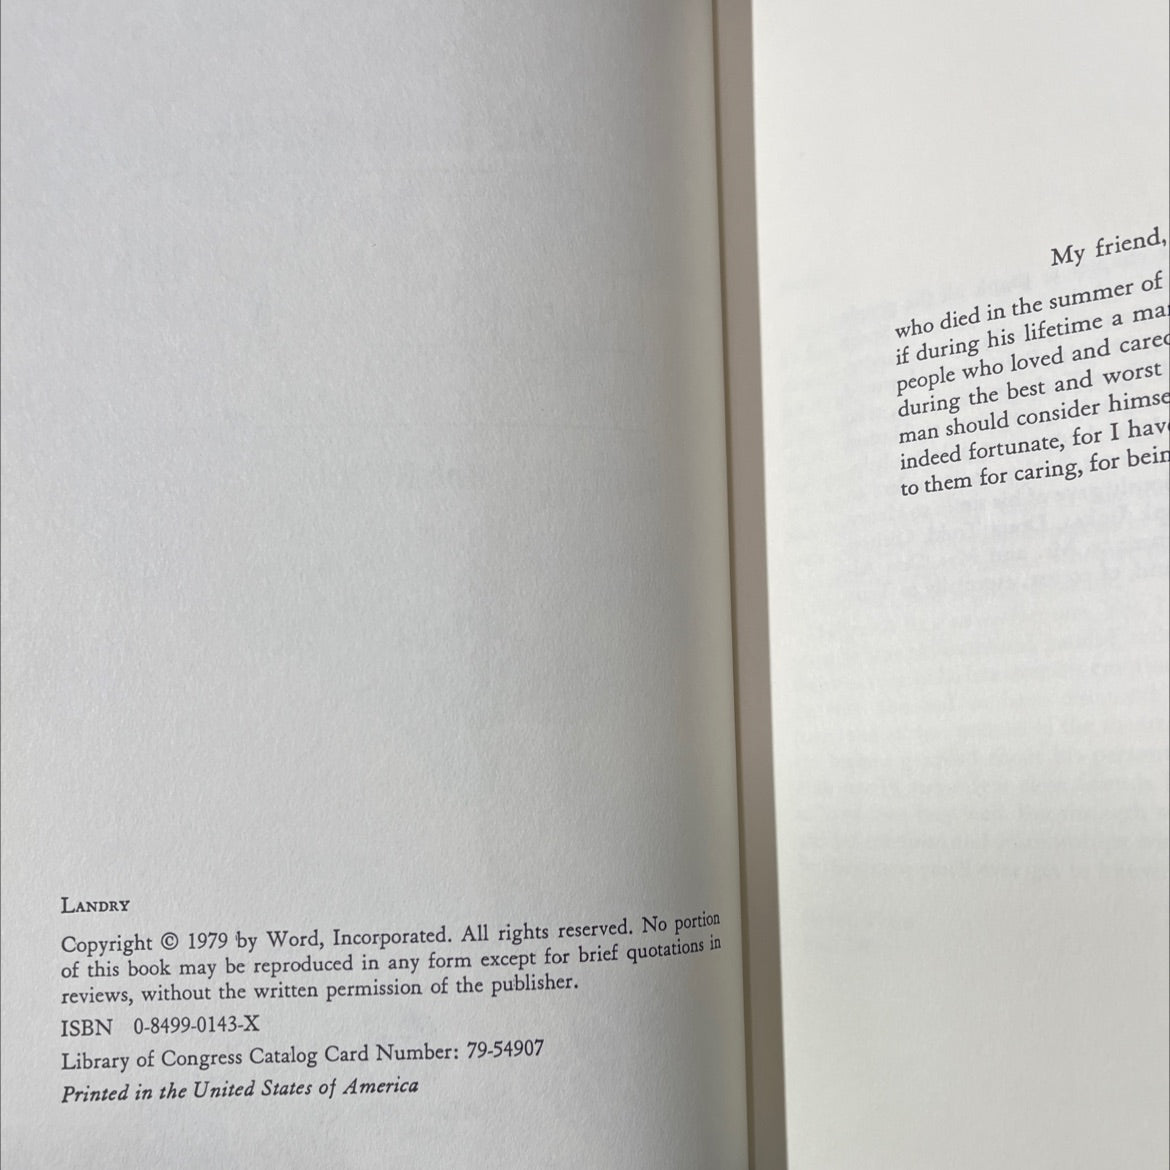 LANDRY
Copyright © 1979 by Word, Incorporated. All rights reserved. No portion
of this book may be reproduced in any form except for brief quotations in
reviews, without the written permission of the publisher.
ISBN 0-8499-0143-X
Library of Congress Catalog Card Number: 79-54907
Printed in the United States of America
My friend,
who died in the summer of
if during his lifetime a
people who loved and
during the best and worst
man should consider
indeed fortunate, for I
to them for caring, for